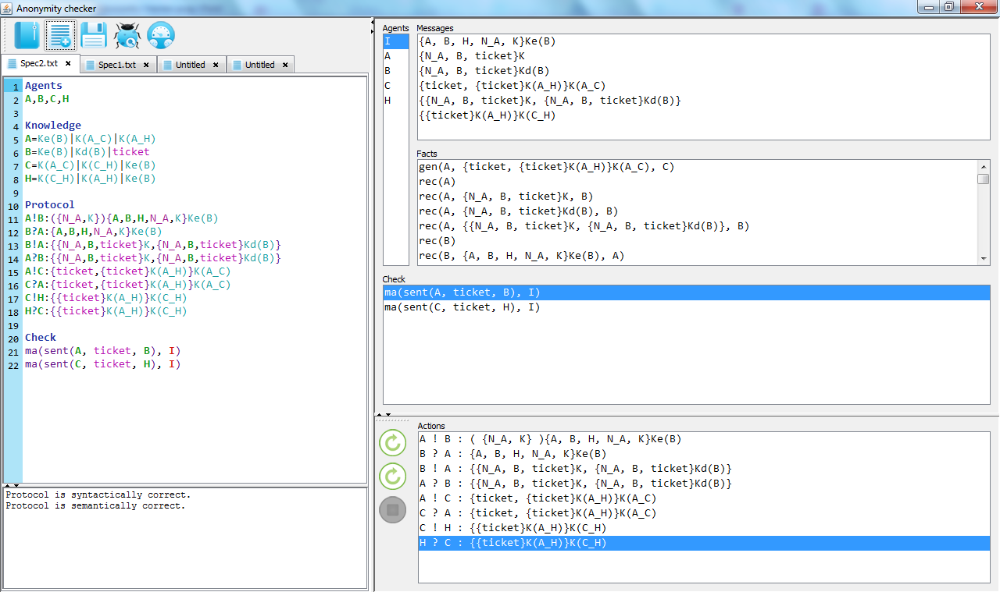 Anonymity checker
Spec2.txt
Spec1.txt
Untitled
Untitled
1 Agents
2 A,B,C,H
3
4 Knowledge
5 A=Ke(B)|K(A_C)|K(A_H)
6 B=Ke(B)|Kd(B)|ticket
7 C=K(A_C)|K(C_H)|Ke(B)
8 H=K(C_H)|K(A_H)|Ke(B)
9
10 Protocol
11 A!B:({N_A,K}){A,B,H,N_A,K}Ke(B)
12 B?A:{A,B,H,N_A,K}Ke(B)
13 B!A:{{N_A,B,ticket}K,{N_A,B,ticket}Kd(B)}
14 A?B:{{N_A,B,ticket}K,{N_A,B,ticket}Kd(B)}
15 A!C:{ticket,{ticket}K(A_H)}K(A_C)
16 C?A:{ticket,{ticket}K(A_H)}K(A_C)
17 C!H:{{ticket}K(A_H)}K(C_H)
18 H?C:{{ticket}K(A_H)}K(C_H)
19
20 Check
21 ma(sent(A, ticket, B), I)
22 ma(sent(C, ticket, H), I)
Protocol is syntactically correct.
Protocol is semantically correct.
Agents
I
A
B
C
H
Messages
{A, B, H, N_A, K}Ke(B)
{N_A, B, ticket}K
{N_A, B, ticket}Kd(B)
{ticket, {ticket}K(A_H)}K(A_C)
{{N_A, B, ticket}K, {N_A, B, ticket}Kd(B)}
{{ticket}K(A_H)}K(C_H)
Facts
gen(A, {ticket, {ticket}K(A_H)}K(A_C), C)
rec(A)
rec(A, {N_A, B, ticket}K, B)
rec(A, {N_A, B, ticket}Kd(B), B)
rec(A, {{N_A, B, ticket}K, {N_A, B, ticket}Kd(B)}, B)
rec(B)
rec(B, {A, B, H, N_A, K}Ke(B), A)
Check
ma(sent(A, ticket, B), I)
ma(sent(C, ticket, H), I)
Actions
A ! B : ( {N_A, K} ){A, B, H, N_A, K}Ke(B)
B ? A : {A, B, H, N_A, K}Ke(B)
B ! A : {{N_A, B, ticket}K, {N_A, B, ticket}Kd(B)}
A ? B : {{N_A, B, ticket}K, {N_A, B, ticket}Kd(B)}
A ! C : {ticket, {ticket}K(A_H)}K(A_C)
C ? A : {ticket, {ticket}K(A_H)}K(A_C)
C ! H : {{ticket}K(A_H)}K(C_H)
H ? C : {{ticket}K(A_H)}K(C_H)